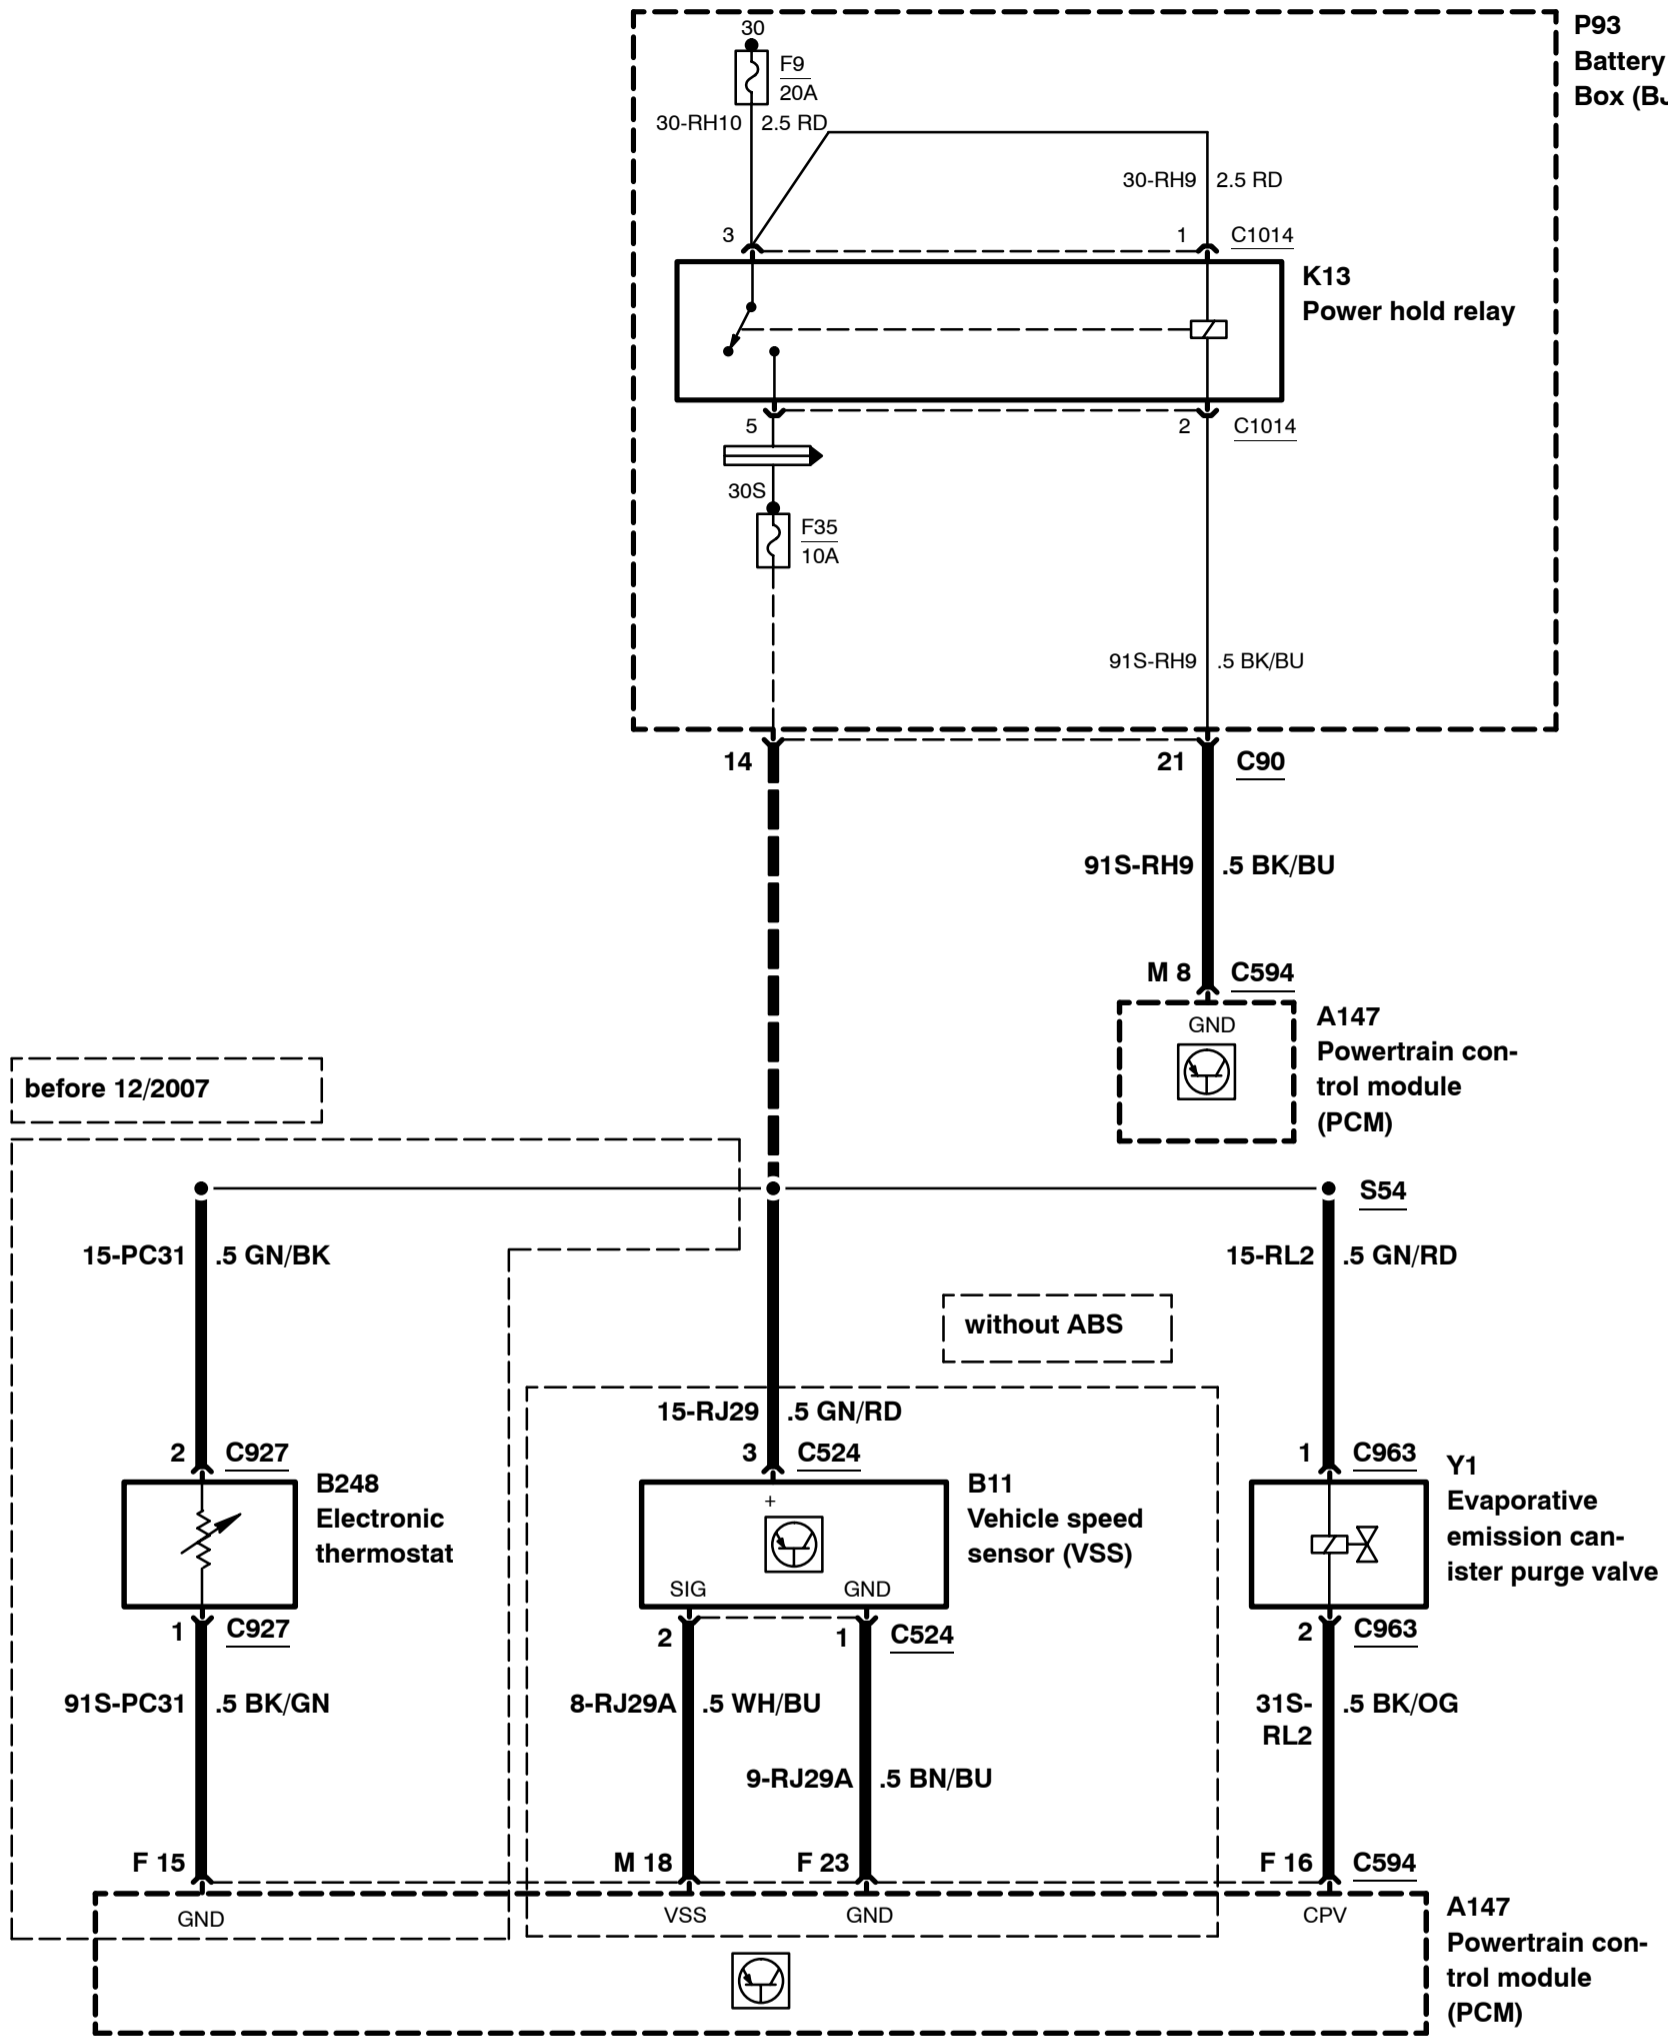 30
P93
Battery
Box (BJ
F9
20A
30-RH10 2.5 RD
30-RH9 2.5 RD
3 1 C1014
K13
Power hold relay
5 2 C1014
30S
F35
10A
91S-RH9 .5 BK/BU
14 21 C90
91S-RH9 .5 BK/BU
M 8 C594
GND
A147
Powertrain con-
trol module
(PCM)
before 12/2007
S54
15-PC31 .5 GN/BK
15-RL2 .5 GN/RD
without ABS
15-RJ29 .5 GN/RD
2 C927
3 C524
1 C963
B248
Electronic
thermostat
+
SIG GND
B11
Vehicle speed
sensor (VSS)
Y1
Evaporative
emission can-
ister purge valve
1 C927
2 1 C524
2 C963
91S-PC31 .5 BK/GN
8-RJ29A .5 WH/BU
31S-
RL2
.5 BK/OG
9-RJ29A .5 BN/BU
F 15 M 18 F 23 F 16 C594
GND VSS GND CPV
A147
Powertrain con-
trol module
(PCM)